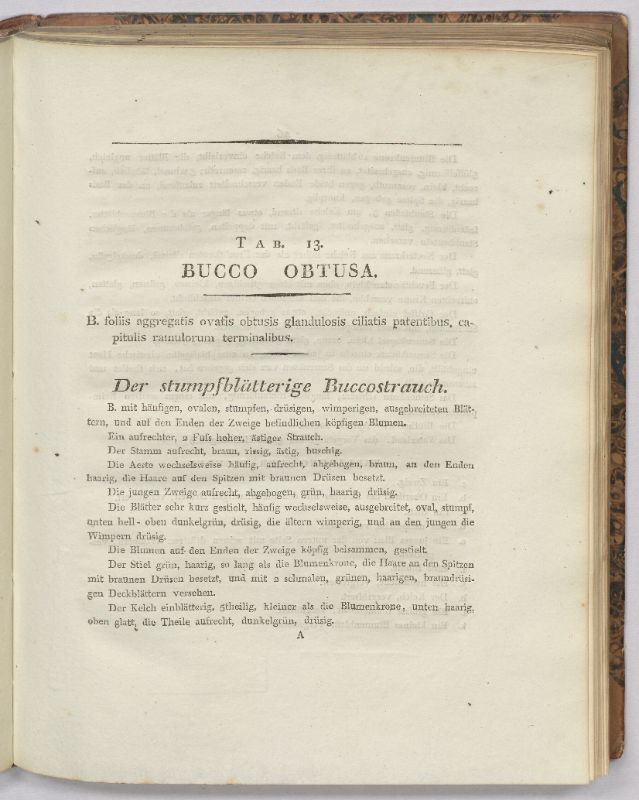 TAB. 13.
BUCCO OBTUSA.
B. foliis aggregatis ovatis obtusis glandulosis ciliatis patentibus, ca-
pitulis ramulorum terminalibus.
Der stumpfblütterige Buccostrauch.
B. mit häufigen, ovalen, stumpfen, drüsigen, wimperigen, ausgebreiteten Blät-
tern, und auf den Enden der Zweige befindlichen köpfigen Blumen.
Ein aufrechter, 2 Fuſs hoher, ästiger Strauch.
Der Stamm aufrecht, braun, rissig, ästig, buschig.
Die Aeste wechselsweise häufig, aufrecht, abgebogen, braun, an den Enden
haarig, die Haare auf den Spitzen mit braunen Drüsen besetzt.
Die jungen Zweige aufrecht, abgebogen, grün, haarig, drüsig.
Die Blätter sehr kurz gestielt, häufig wechselsweise, ausgebreitet, oval, stumpf,
unten hell- oben dunkelgrün, drüsig, die ältern wimperig, und an den jungen die
Wimpern drüsig.
Die Blumen auf den Enden der Zweige köpfig beisammen, gestielt.
Der Stiel grün, haarig, so lang als die Blumenkrone, die Haare an den Spitzen
mit braunen Drüsen besetzt, und mit 2 schmalen, grünen, haarigen, braundrüsi-
gen Deckblättern versehen.
Der Kelch einblätterig, 5theilig, kleiner als die Blumenkrone, unten haarig,
oben glatt, die Theile aufrecht, dunkelgrün, drüsig.
A